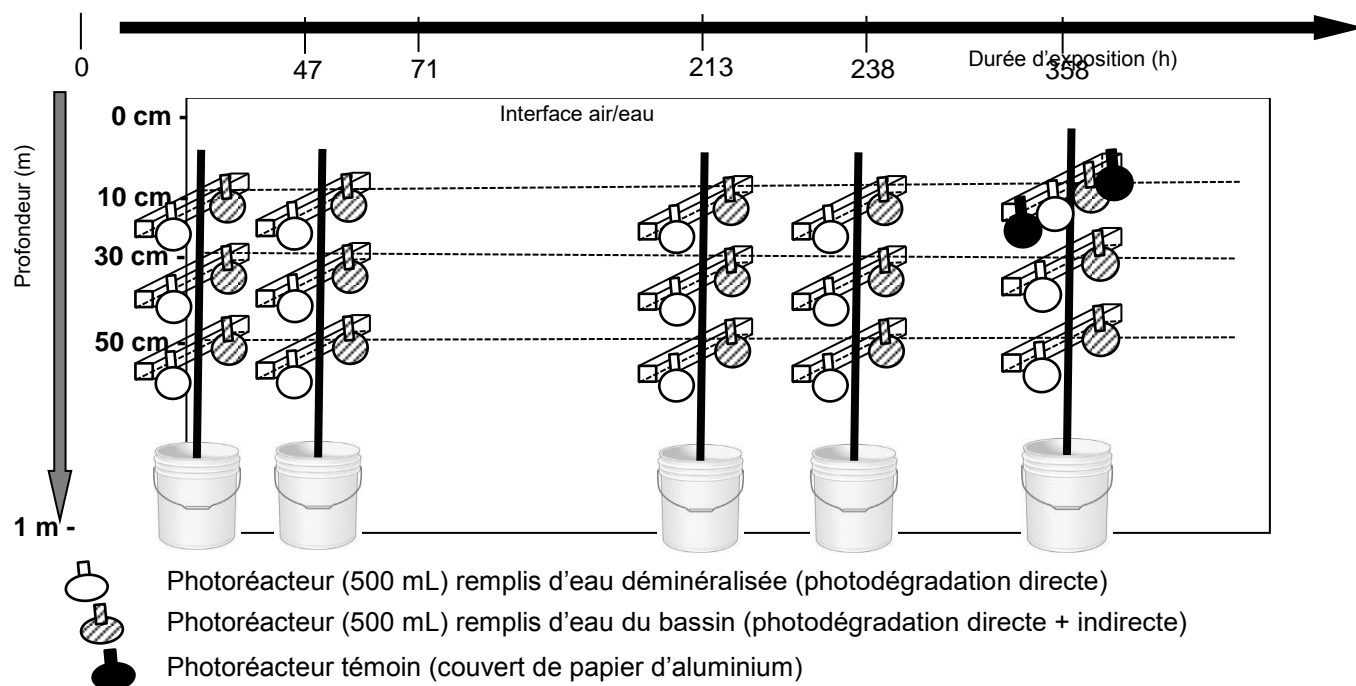 0
47
71
213
238
358
Durée d'exposition (h)
Profondeur (m)
0 cm -
Interface air/eau
10 cm -
30 cm -
50 cm -
1 m -
Photoréacteur (500 mL) remplis d'eau déminéralisée (photodégradation directe)
Photoréacteur (500 mL) remplis d'eau du bassin (photodégradation directe + indirecte)
Photoréacteur témoin (couvert de papier d'aluminium)